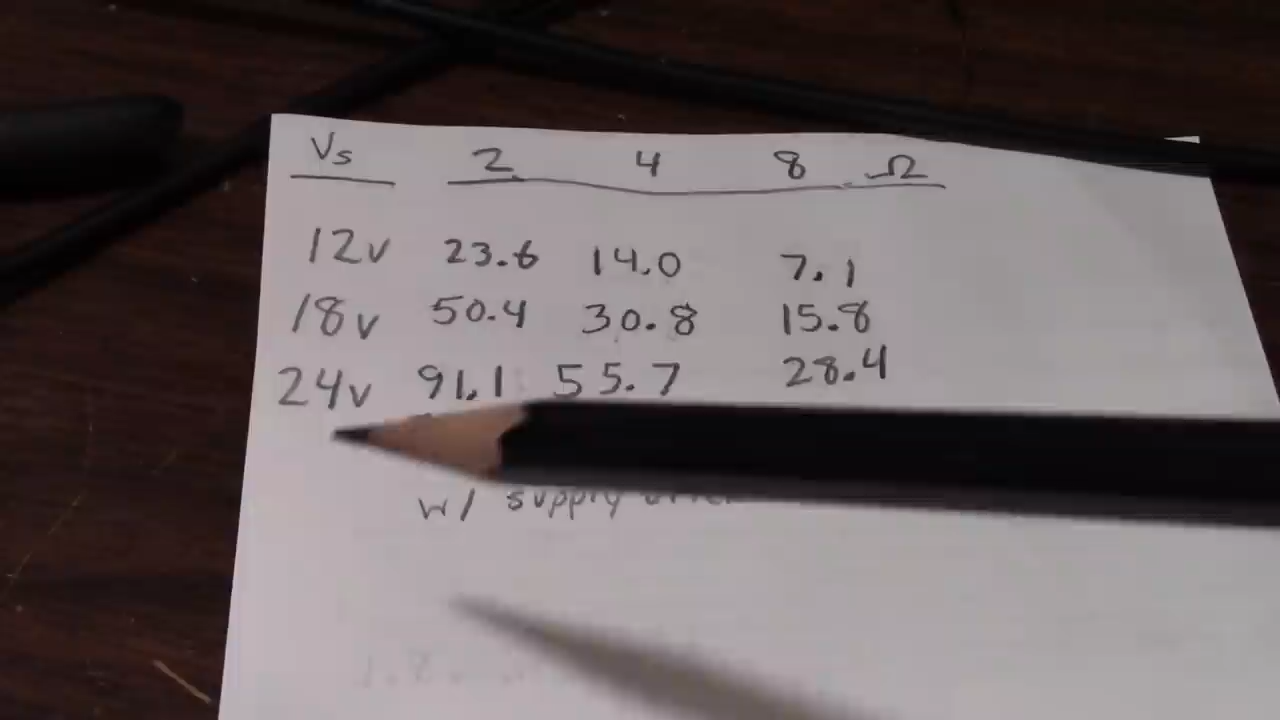 Vs 2 4 8 Ω
12v 23.6 14.0 7.1
18v 50.4 30.8 15.8
24v 91.1 55.7 28.4
w/ supply